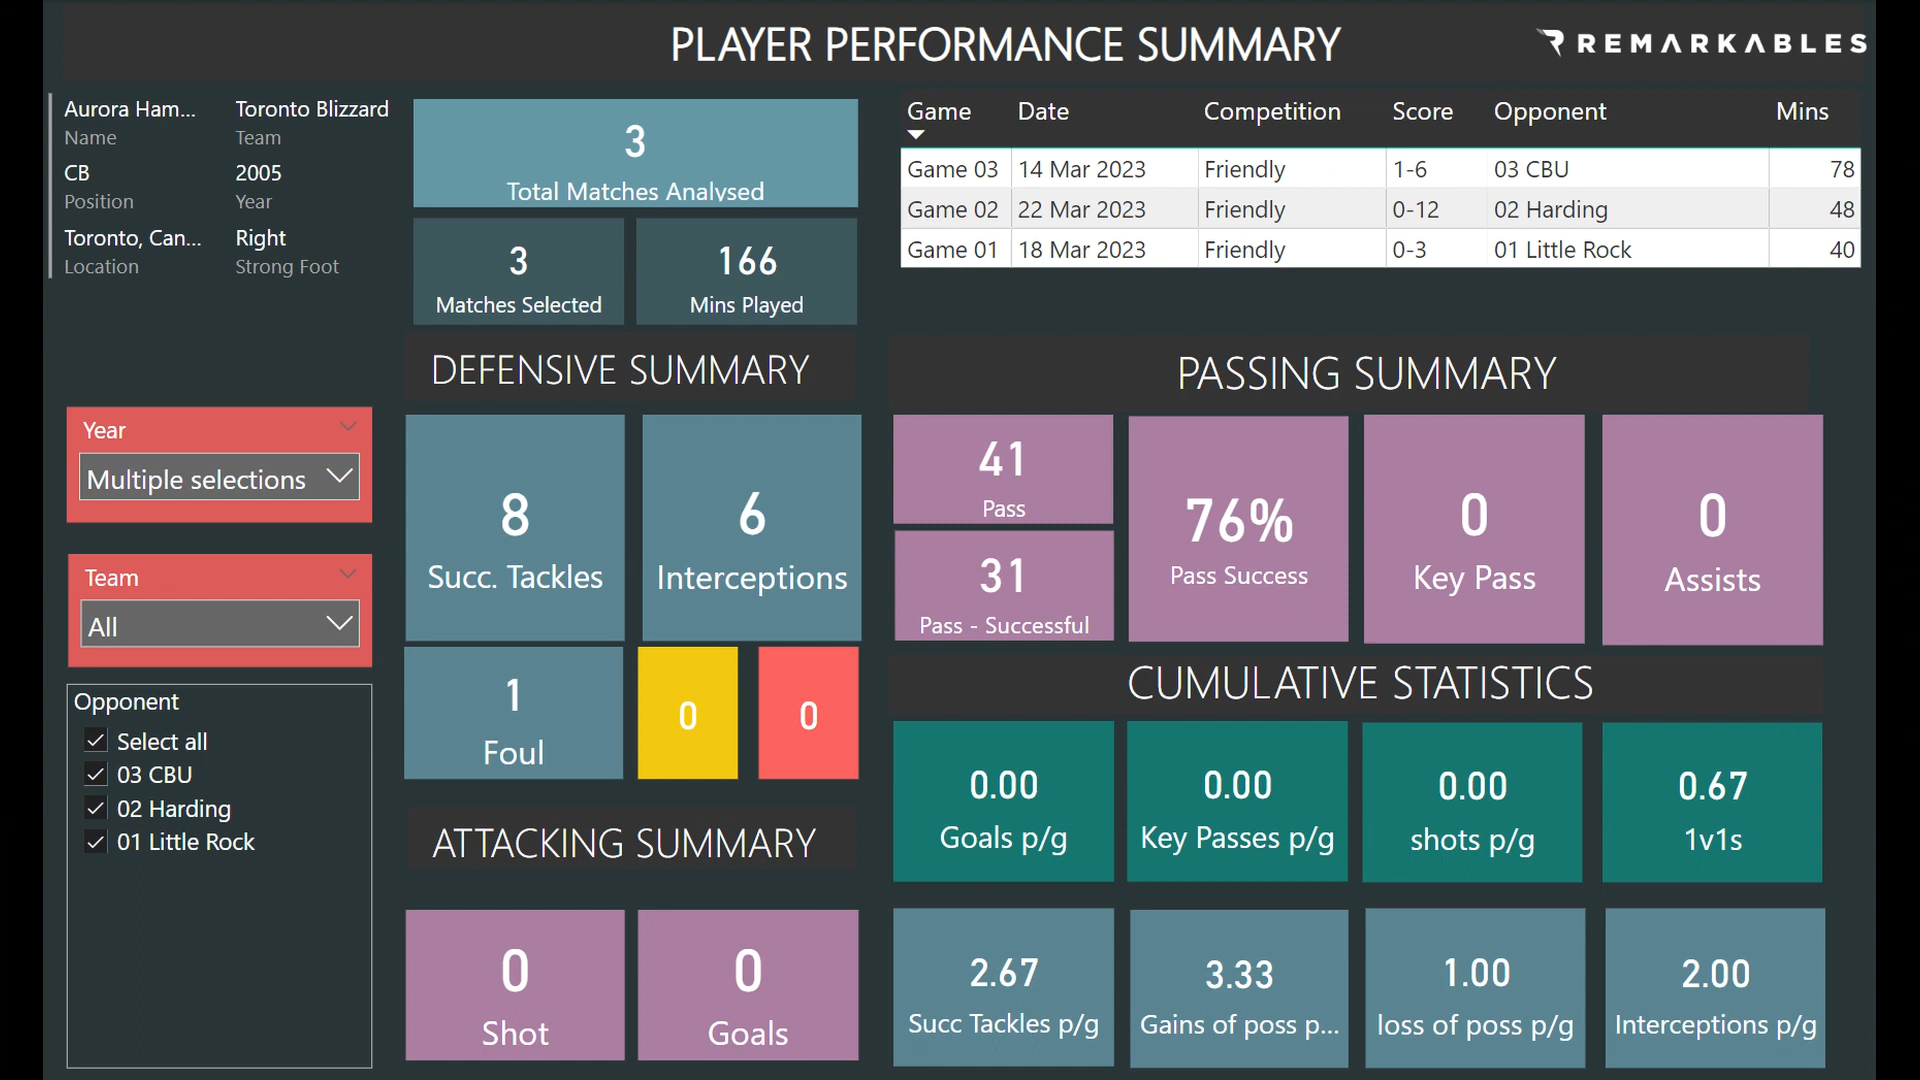 PLAYER PERFORMANCE SUMMARY
REMARKABLES
Aurora Ham...
Name
Toronto Blizzard
Team
CB
Position
2005
Year
Toronto, Can...
Location
Right
Strong Foot
3
Total Matches Analysed
3
Matches Selected
166
Mins Played
Game Date Competition Score Opponent Mins
Game 03 14 Mar 2023 Friendly 1-6 03 CBU 78
Game 02 22 Mar 2023 Friendly 0-12 02 Harding 48
Game 01 18 Mar 2023 Friendly 0-3 01 Little Rock 40
Year
Multiple selections
Team
All
Opponent
Select all
03 CBU
02 Harding
01 Little Rock
DEFENSIVE SUMMARY
8
Succ. Tackles
6
Interceptions
1
Foul
0
0
ATTACKING SUMMARY
0
Shot
0
Goals
PASSING SUMMARY
41
Pass
31
Pass - Successful
76%
Pass Success
0
Key Pass
0
Assists
CUMULATIVE STATISTICS
0.00
Goals p/g
0.00
Key Passes p/g
0.00
shots p/g
0.67
1v1s
2.67
Succ Tackles p/g
3.33
Gains of poss p...
1.00
loss of poss p/g
2.00
Interceptions p/g